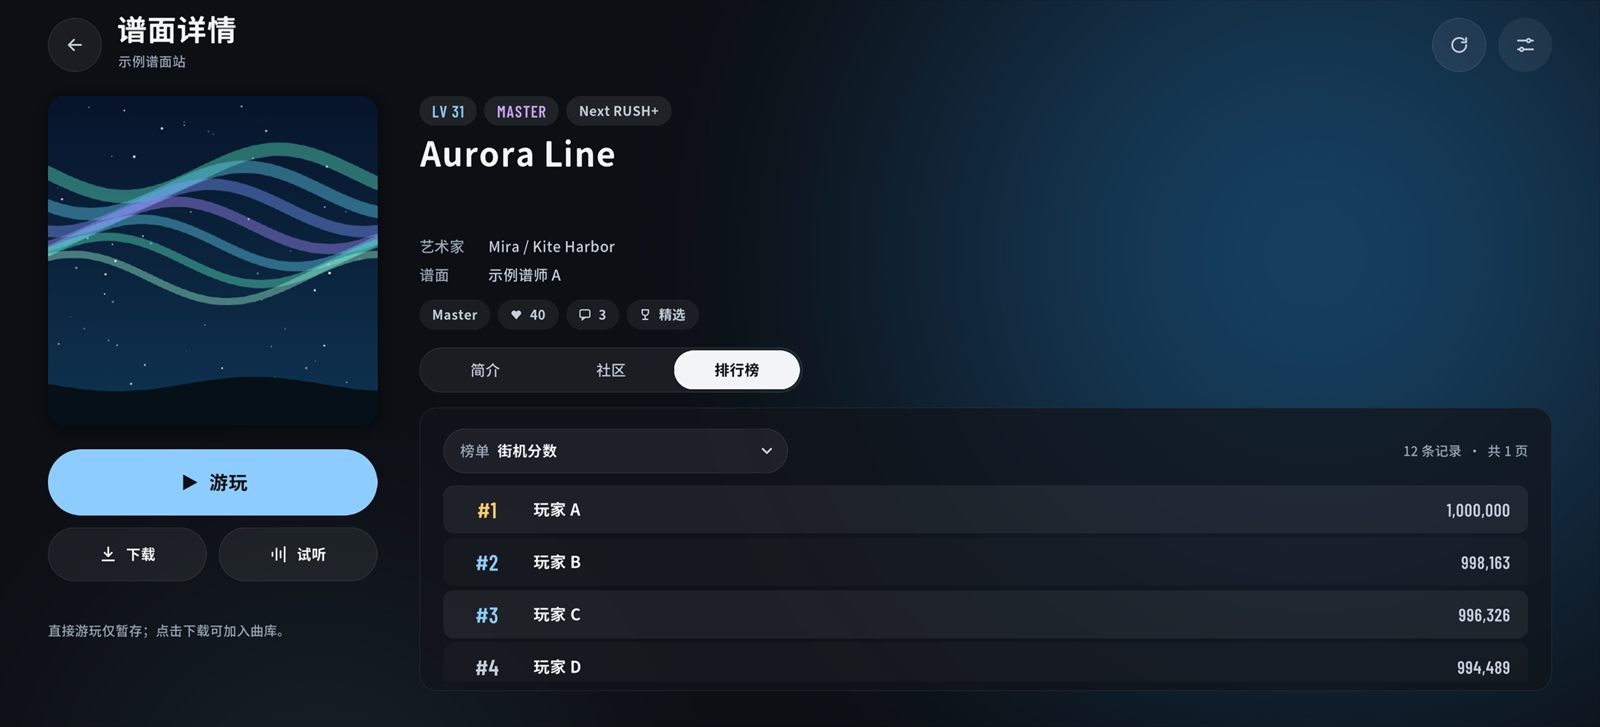 谱面详情
示例谱面站
LV 31 MASTER Next RUSH+
Aurora Line
艺术家 Mira / Kite Harbor
谱面 示例谱师 A
Master 40 3 精选
简介 社区 排行榜
榜单 街机分数 12 条记录 · 共 1 页
#1 玩家 A 1,000,000
#2 玩家 B 998,163
#3 玩家 C 996,326
#4 玩家 D 994,489
游玩
下载 试听
直接游玩仅暂存；点击下载可加入曲库。